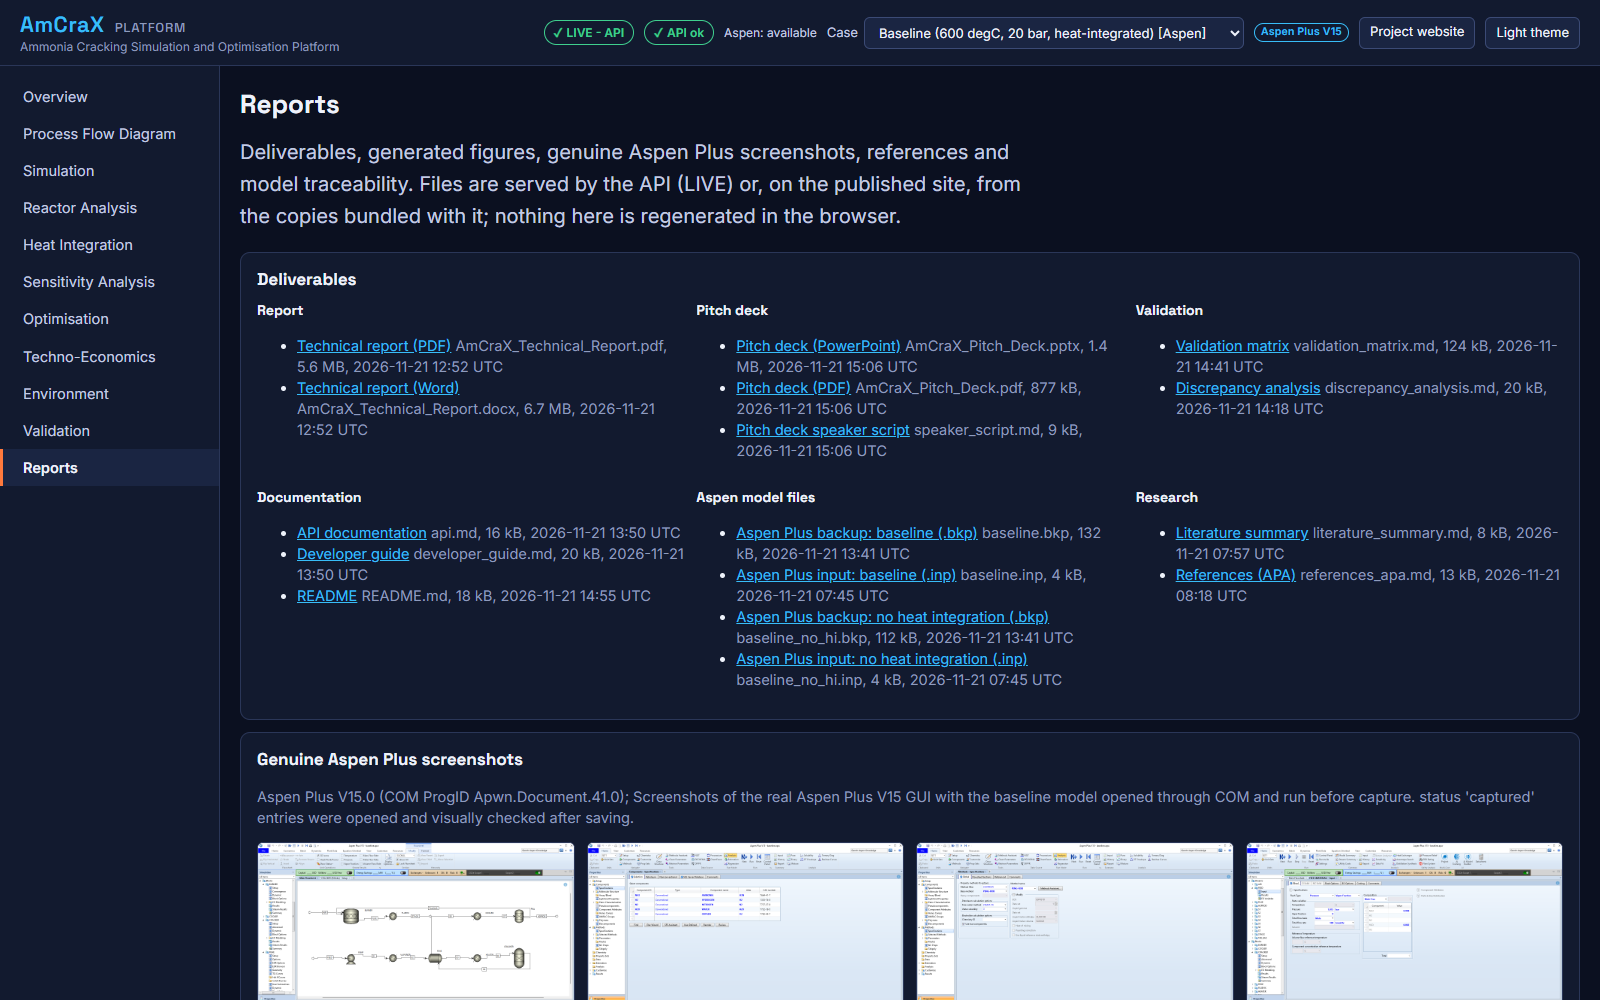 AmCraX PLATFORM
Ammonia Cracking Simulation and Optimisation Platform
✓ LIVE - API
✓ API ok
Aspen: available
Case
Baseline (600 degC, 20 bar, heat-integrated) [Aspen]
Aspen Plus V15
Project website
Light theme
Overview
Process Flow Diagram
Simulation
Reactor Analysis
Heat Integration
Sensitivity Analysis
Optimisation
Techno-Economics
Environment
Validation
Reports
Reports
Deliverables, generated figures, genuine Aspen Plus screenshots, references and
model traceability. Files are served by the API (LIVE) or, on the published site, from
the copies bundled with it; nothing here is regenerated in the browser.
Deliverables
Report
Technical report (PDF) AmCraX_Technical_Report.pdf,
5.6 MB, 2026-11-21 12:52 UTC
Technical report (Word)
AmCraX_Technical_Report.docx, 6.7 MB, 2026-11-21
12:52 UTC
Pitch deck
Pitch deck (PowerPoint) AmCraX_Pitch_Deck.pptx, 1.4
MB, 2026-11-21 15:06 UTC
Pitch deck (PDF) AmCraX_Pitch_Deck.pdf, 877 kB,
2026-11-21 15:06 UTC
Pitch deck speaker script speaker_script.md, 9 kB,
2026-11-21 15:06 UTC
Validation
Validation matrix validation_matrix.md, 124 kB, 2026-11-
21 14:41 UTC
Discrepancy analysis discrepancy_analysis.md, 20 kB,
2026-11-21 14:18 UTC
Documentation
API documentation api.md, 16 kB, 2026-11-21 13:50 UTC
Developer guide developer_guide.md, 20 kB, 2026-11-21
13:50 UTC
README README.md, 18 kB, 2026-11-21 14:55 UTC
Aspen model files
Aspen Plus backup: baseline (.bkp) baseline.bkp, 132
kB, 2026-11-21 13:41 UTC
Aspen Plus input: baseline (.inp) baseline.inp, 4 kB,
2026-11-21 07:45 UTC
Aspen Plus backup: no heat integration (.bkp)
baseline_no_hi.bkp, 112 kB, 2026-11-21 13:41 UTC
Aspen Plus input: no heat integration (.inp)
baseline_no_hi.inp, 4 kB, 2026-11-21 07:45 UTC
Research
Literature summary literature_summary.md, 8 kB, 2026-
11-21 07:57 UTC
References (APA) references_apa.md, 13 kB, 2026-11-21
08:18 UTC
Genuine Aspen Plus screenshots
Aspen Plus V15.0 (COM ProgID Apwn.Document.41.0); Screenshots of the real Aspen Plus V15 GUI with the baseline model opened through COM and run before capture. status 'captured'
entries were opened and visually checked after saving.